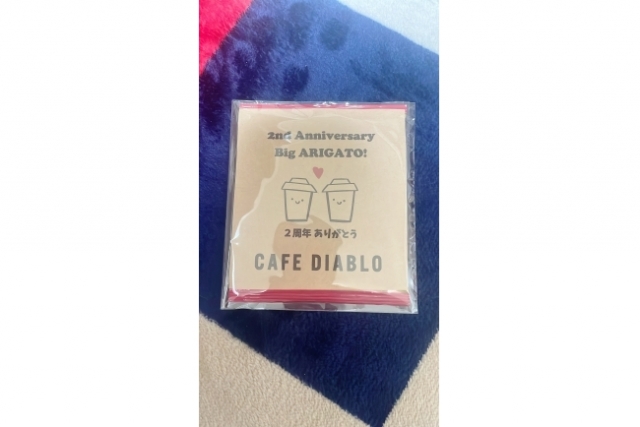 2nd Anniversary
Big ARIGATO!
2周年 ありがとう
CAFE DIABLO